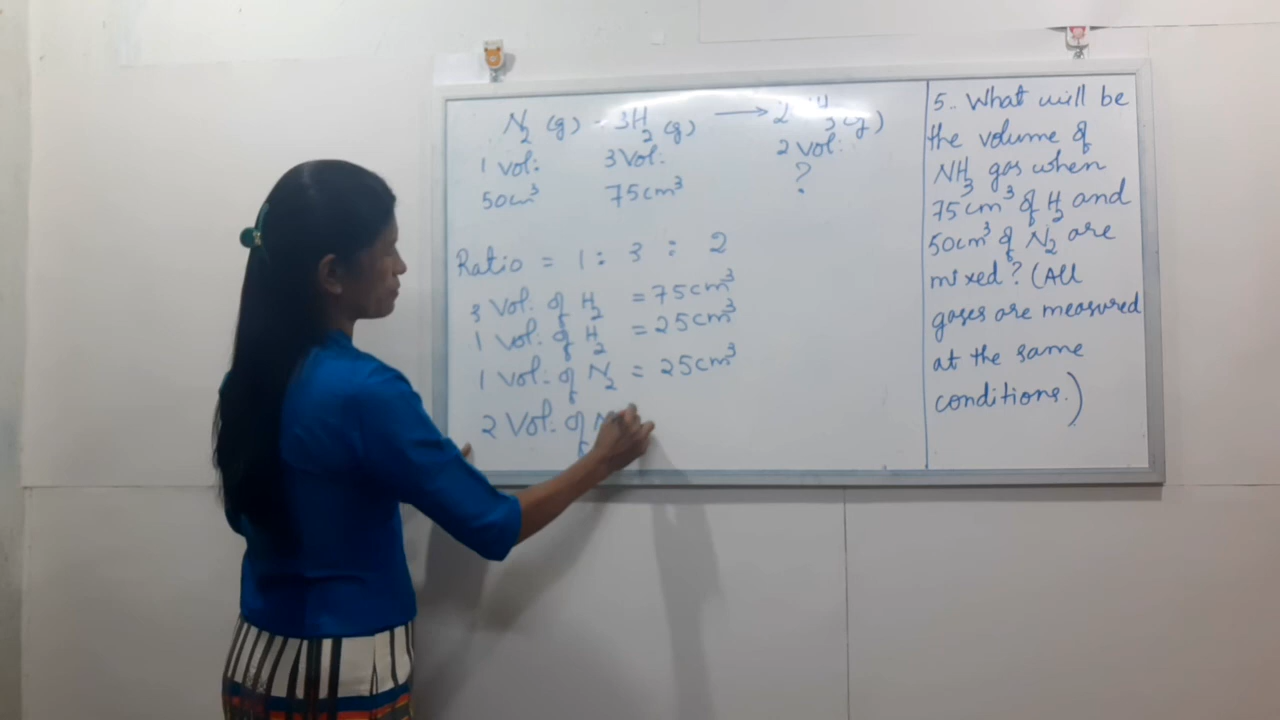 N₂ (g) + 3H₂ (g) ⟶ 2 H₃ (g)
1 Vol: 3 Vol: 2 Vol:
50cm³ 75cm³ ?
Ratio = 1 : 3 : 2
3 Vol: of H₂ = 75cm³
1 Vol: of H₂ = 25cm³
1 Vol: of N₂ = 25cm³
2 Vol: of N
5.. What will be
the volume of
NH₃ gas when
75cm³ of H₂ and
50cm³ of N₂ are
mixed? (All
gases are measured
at the same
conditions.)